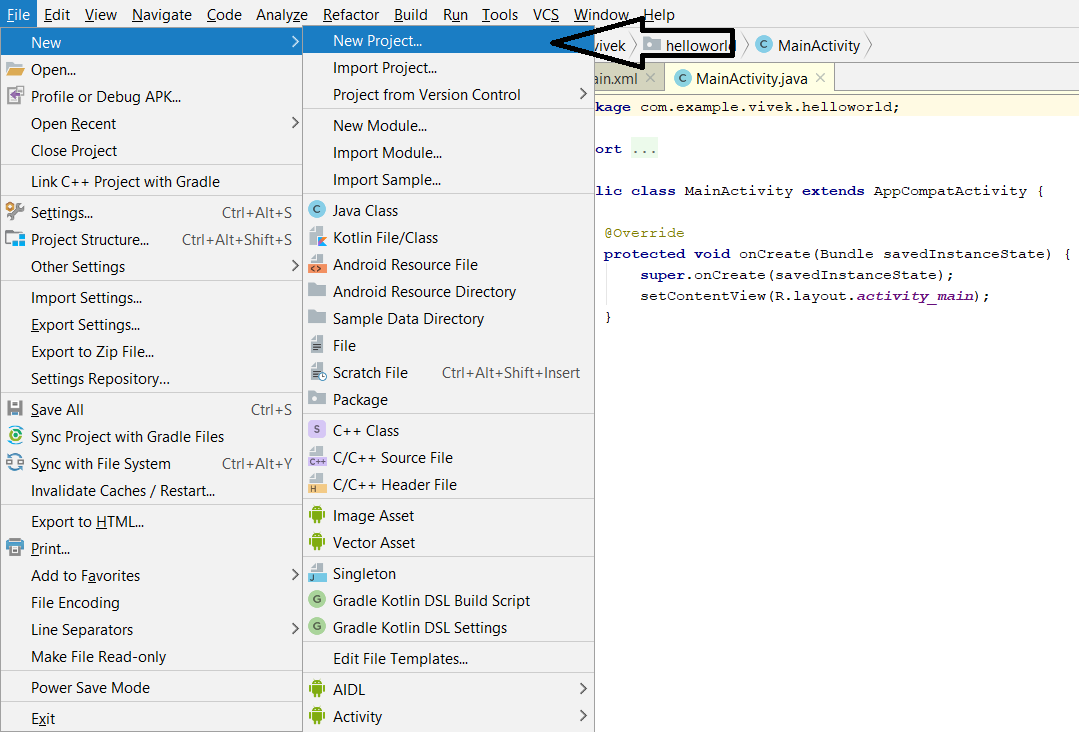 File Edit View Navigate Code Analyze Refactor Build Run Tools VCS Window Help
New
Open...
Profile or Debug APK...
Open Recent
Close Project
Link C++ Project with Gradle
Settings... Ctrl+Alt+S
Project Structure... Ctrl+Alt+Shift+S
Other Settings
Import Settings...
Export Settings...
Export to Zip File...
Settings Repository...
Save All Ctrl+S
Sync Project with Gradle Files
Sync with File System Ctrl+Alt+Y
Invalidate Caches / Restart...
Export to HTML...
Print...
Add to Favorites
File Encoding
Line Separators
Make File Read-only
Power Save Mode
Exit
New Project...
Import Project...
Project from Version Control
New Module...
Import Module...
Import Sample...
C Java Class
Kotlin File/Class
Android Resource File
Android Resource Directory
Sample Data Directory
File
Scratch File Ctrl+Alt+Shift+Insert
Package
S C++ Class
C++ C/C++ Source File
H C/C++ Header File
Image Asset
Vector Asset
J Singleton
G Gradle Kotlin DSL Build Script
G Gradle Kotlin DSL Settings
Edit File Templates...
AIDL
Activity
vivek helloworld C MainActivity
ain.xml C MainActivity.java
kage com.example.vivek.helloworld;
ort ...
lic class MainActivity extends AppCompatActivity {
@Override
protected void onCreate(Bundle savedInstanceState) {
super.onCreate(savedInstanceState);
setContentView(R.layout.activity_main);
}